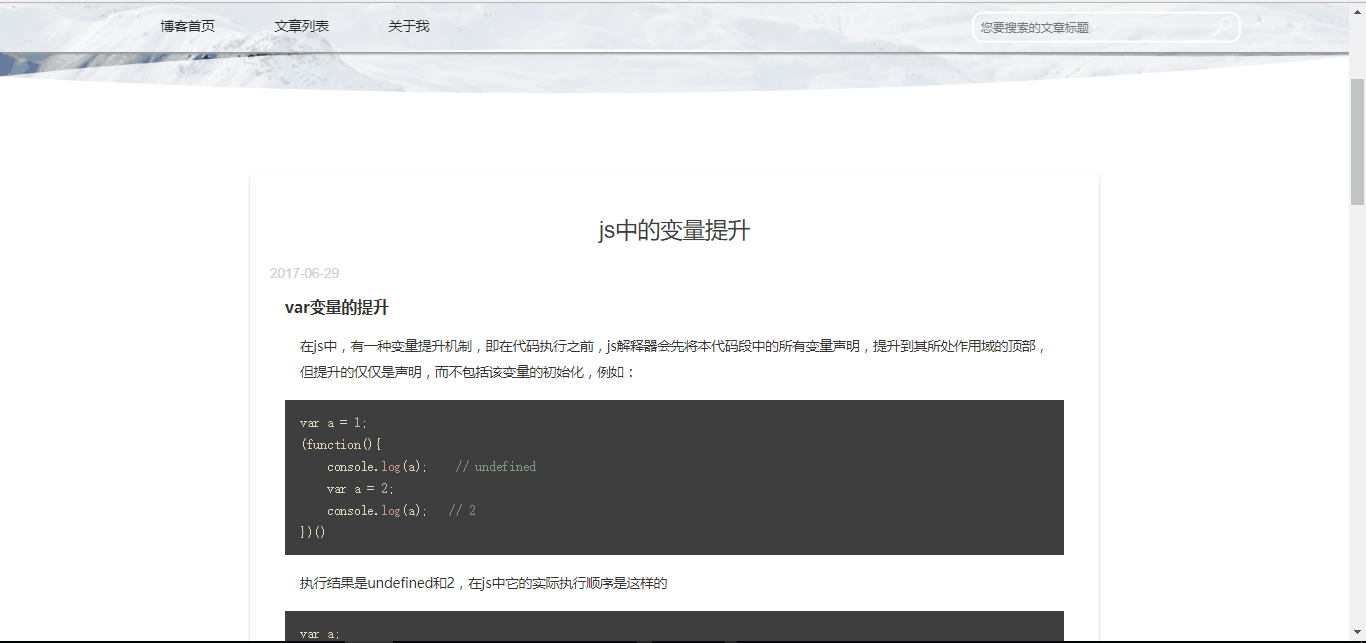 博客首页 文章列表 关于我 您要搜索的文章标题
js中的变量提升
2017-06-29
var变量的提升
在js中，有一种变量提升机制，即在代码执行之前，js解释器会先将本代码段中的所有变量声明，提升到其所处作用域的顶部，
但提升的仅仅是声明，而不包括该变量的初始化，例如：
var a = 1;
(function(){
    console.log(a);    // undefined
    var a = 2;
    console.log(a);   // 2
})()
执行结果是undefined和2，在js中它的实际执行顺序是这样的
var a;